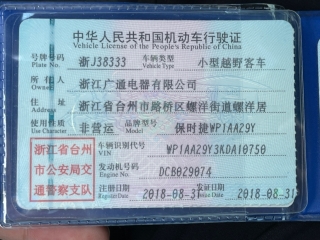 中华人民共和国机动车行驶证
Vehicle License of the People's Republic of China
号牌号码 浙J38333 车辆类型 小型越野客车
Plate No. Vehicle Type
所有人 浙江广通电器有限公司
Owner
住址 浙江省台州市路桥区螺洋街道螺洋居
Address
使用性质 非营运 品牌型号 保时捷WP1AA29Y
Use Character Model
浙江省台州 车辆识别代号 WP1AA29Y3KDA10750
VIN
市公安局交 发动机号码 DCB029074
Engine No.
通警察支队 注册日期 2018-08-31 发证日期 2018-08-31
Register Date Issue Date